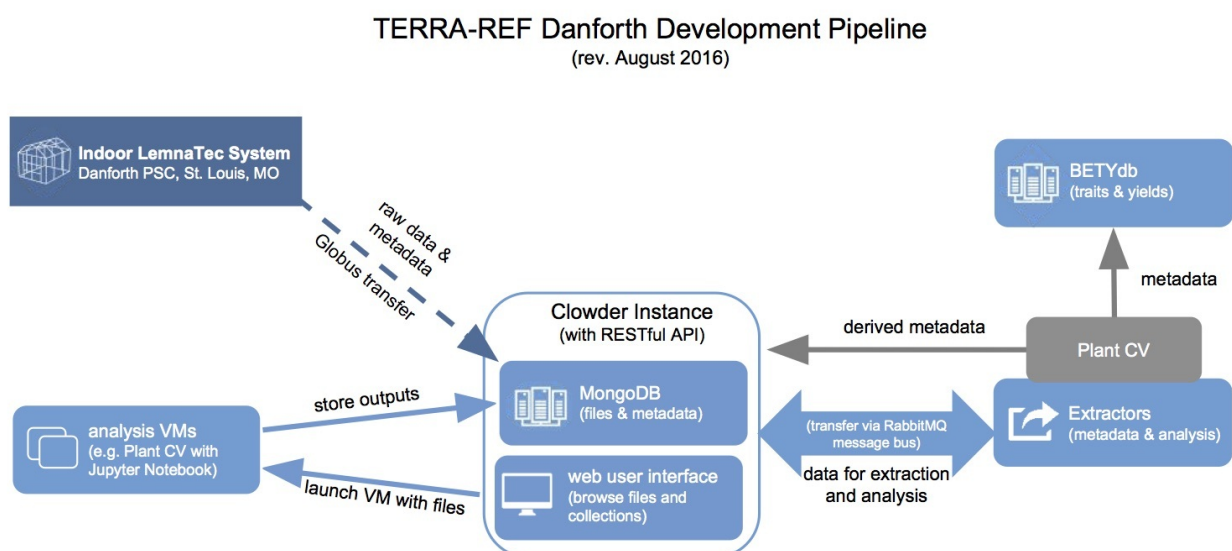 TERRA-REF Danforth Development Pipeline
(rev. August 2016)
Indoor LemnaTec System
Danforth PSC, St. Louis, MO
BETYdb
(traits & yields)
raw data &
metadata
Globus transfer
metadata
Clowder Instance
(with RESTful API)
derived metadata
Plant CV
MongoDB
(files & metadata)
store outputs
analysis VMs
(e.g. Plant CV with
Jupyter Notebook)
(transfer via RabbitMQ
message bus)
Extractors
(metadata & analysis)
launch VM with files
web user interface
(browse files and
collections)
data for extraction
and analysis